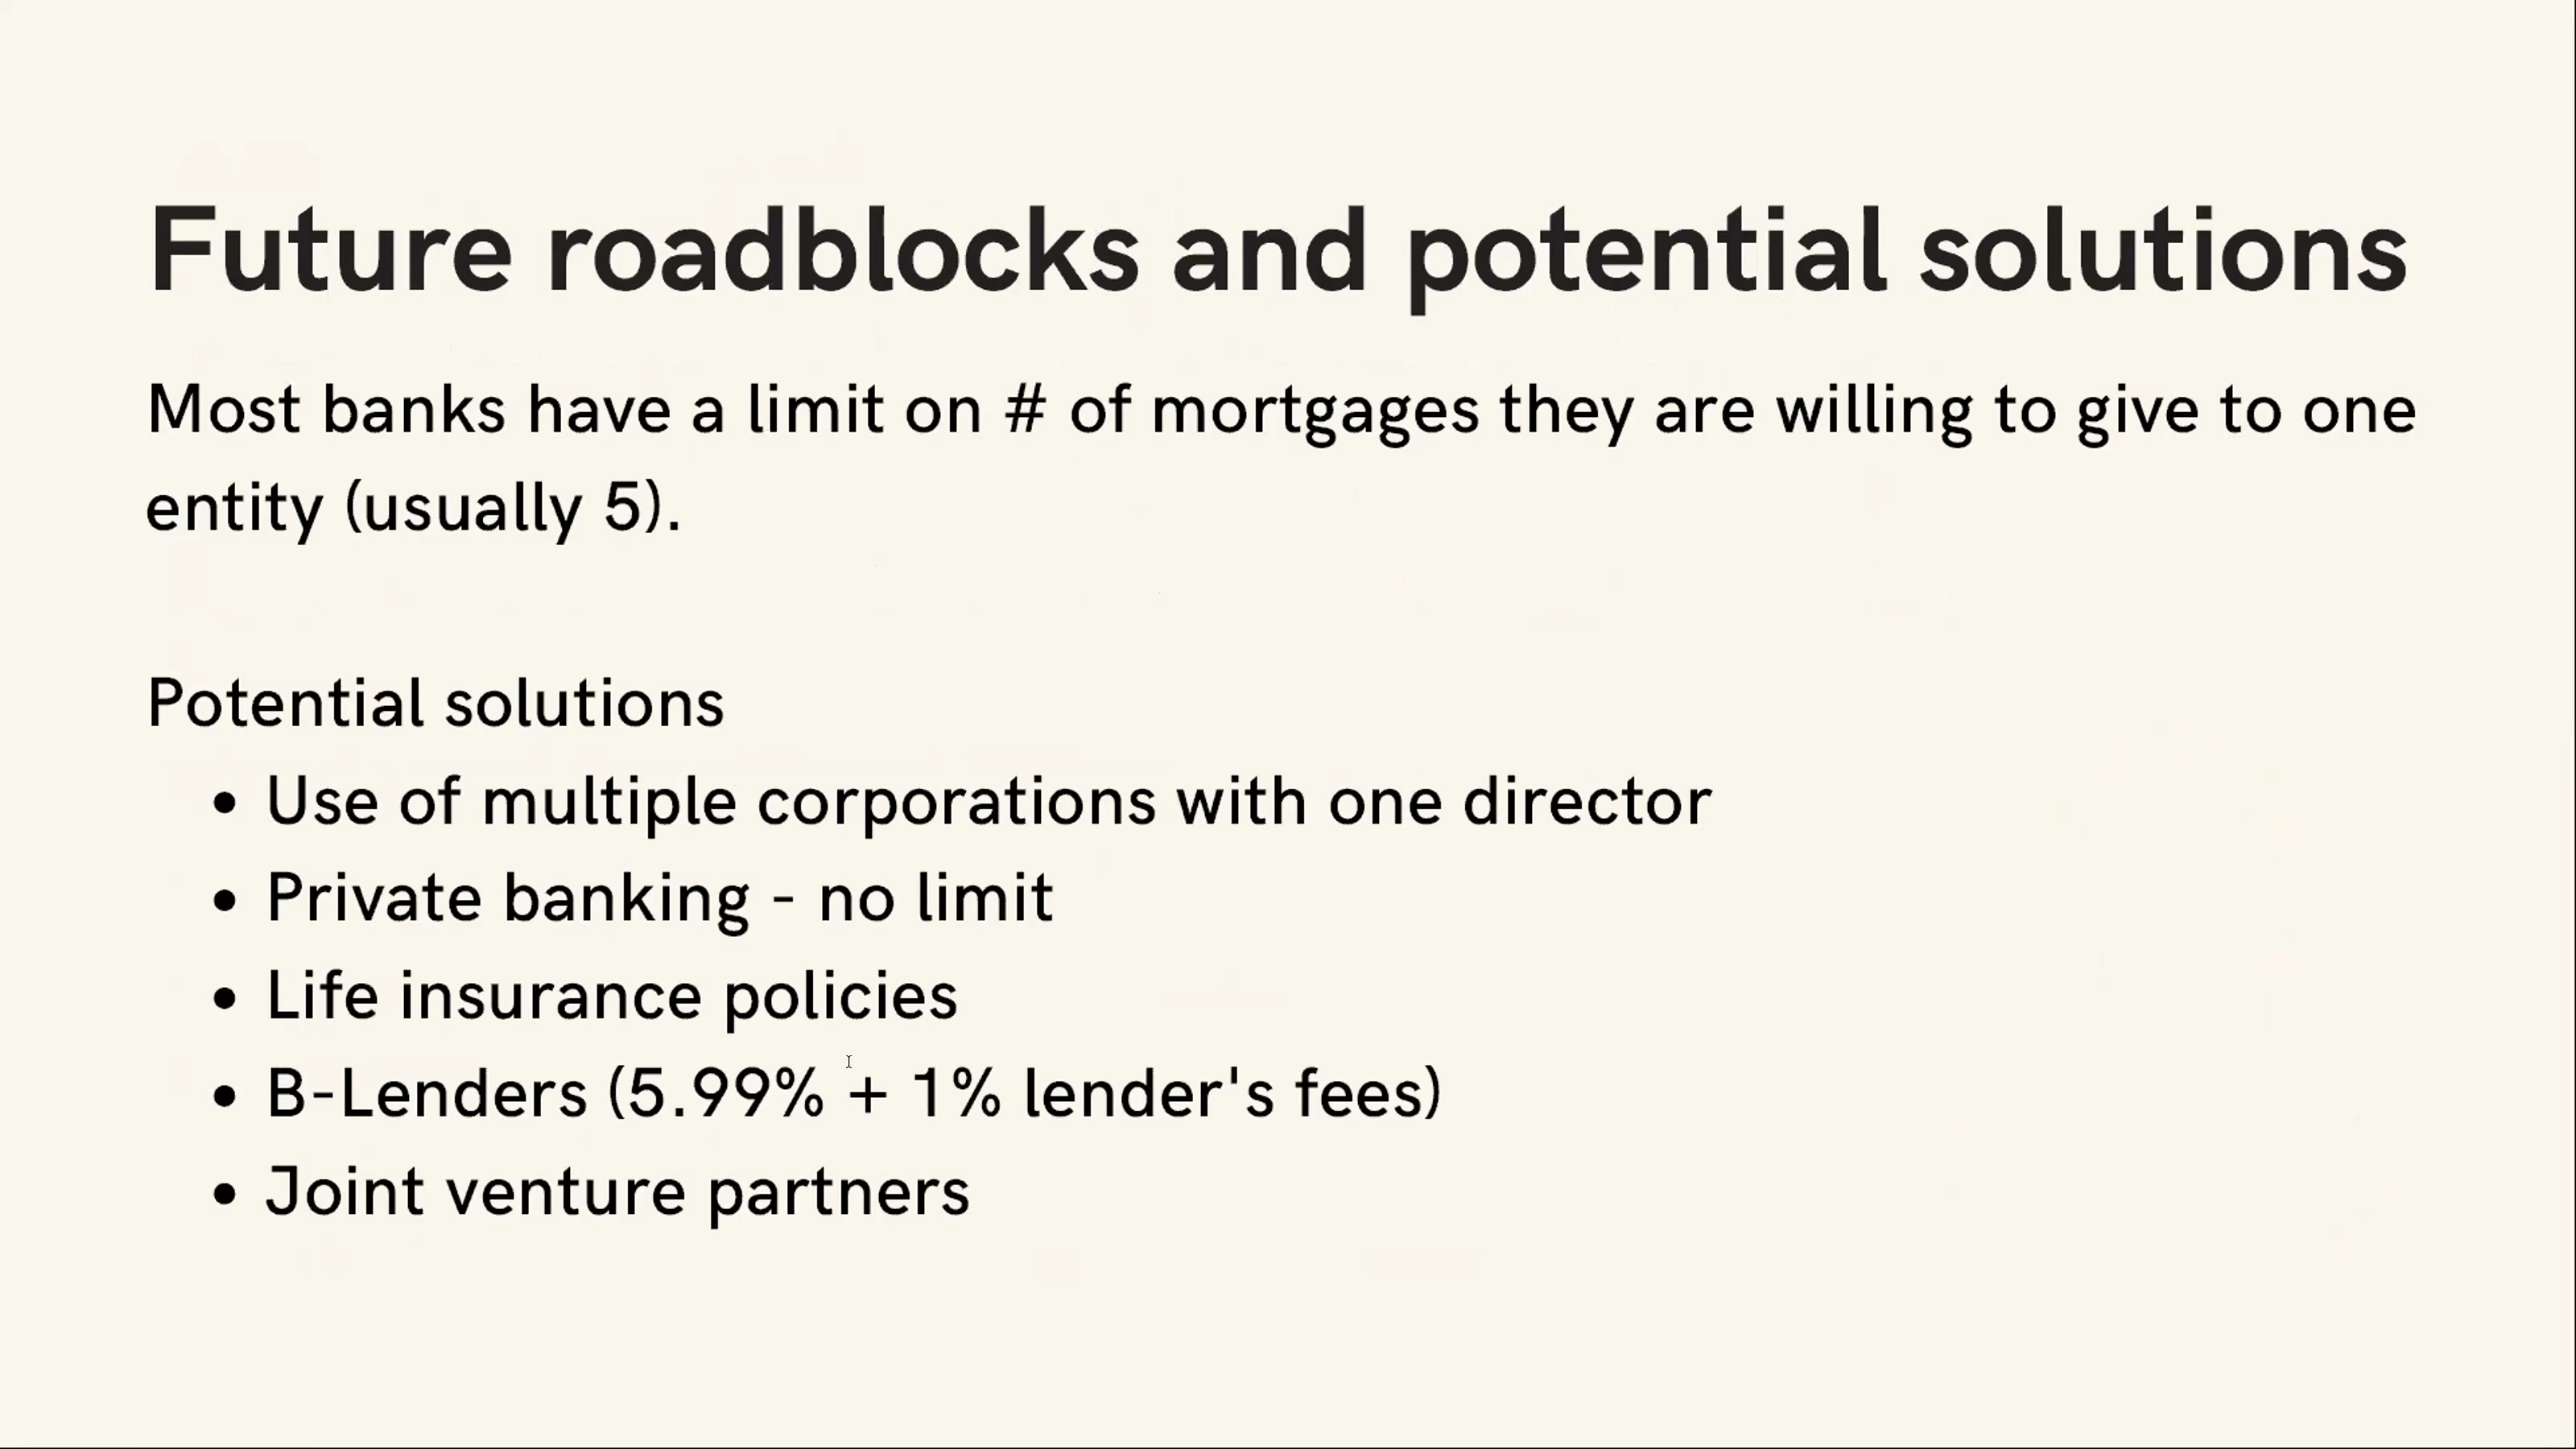 Future roadblocks and potential solutions
Most banks have a limit on # of mortgages they are willing to give to one
entity (usually 5).
Potential solutions
• Use of multiple corporations with one director
• Private banking - no limit
• Life insurance policies
• B-Lenders (5.99% + 1% lender's fees)
• Joint venture partners